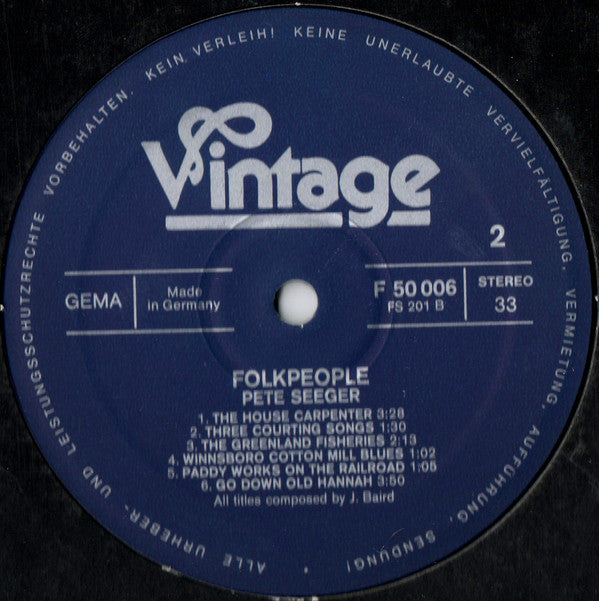 ALLE URHEBER- UND LEISTUNGSSCHUTZRECHTE VORBEHALTEN. KEIN VERLEIH! KEINE UNERLAUBTE VERVIELFÄLTIGUNG, VERMIETUNG, AUFFÜHRUNG, SENDUNG!
Vintage
2
GEMA
Made
in Germany
F 50 006
FS 201 B
STEREO
33
FOLKPEOPLE
PETE SEEGER
1. THE HOUSE CARPENTER 3:28
2. THREE COURTING SONGS 1:30
3. THE GREENLAND FISHERIES 2:13
4. WINNSBORO COTTON MILL BLUES 1:02
5. PADDY WORKS ON THE RAILROAD 1:05
6. GO DOWN OLD HANNAH 3:50
All titles composed by J. Baird